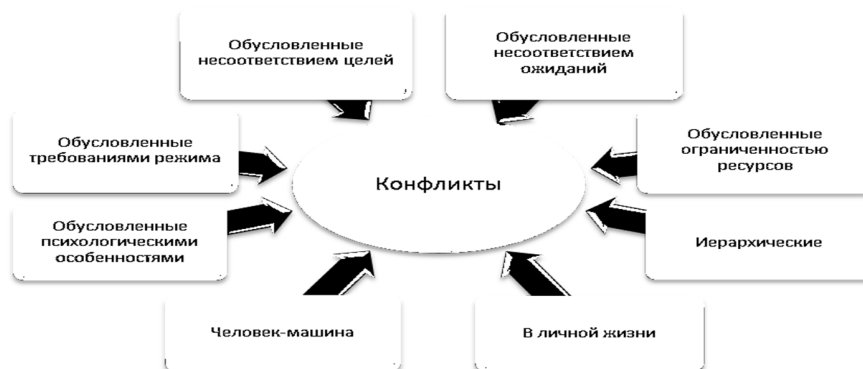 Обусловленные
несоответствием целей
Обусловленные
несоответствием
ожиданий
Обусловленные
требованиями режима
Обусловленные
ограниченностью
ресурсов
Конфликты
Обусловленные
психологическими
особенностями
Иерархические
Человек-машина
В личной жизни